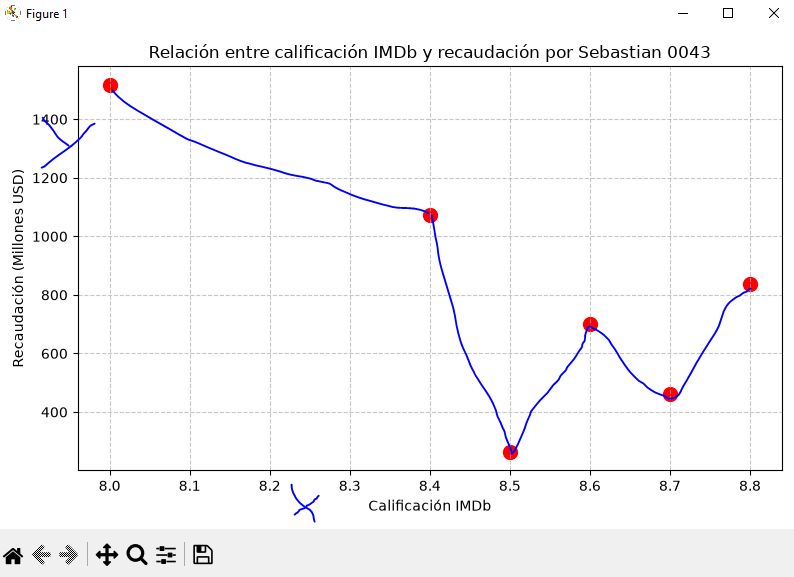 Figure 1
Relación entre calificación IMDb y recaudación por Sebastian 0043
1400
1200
1000
800
600
400
Recaudación (Millones USD)
y
8.0 8.1 8.2 8.3 8.4 8.5 8.6 8.7 8.8
x
Calificación IMDb